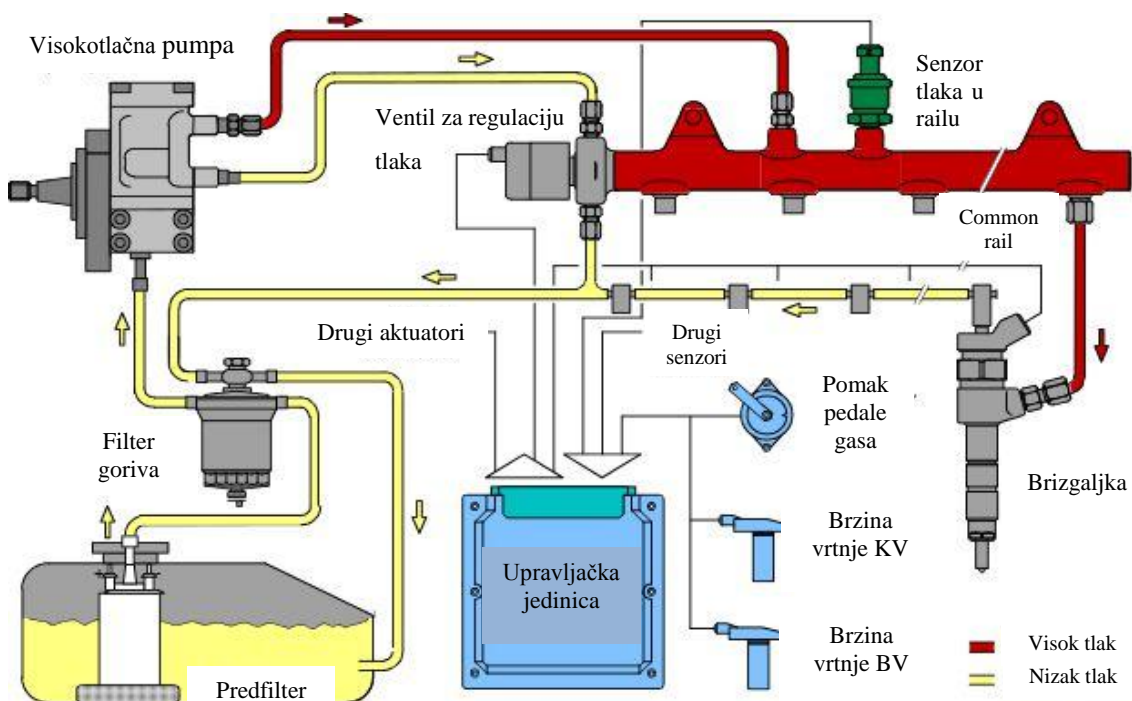 Visokotlačna pumpa
Senzor
tlaka u
railu
Ventil za regulaciju
tlaka
Common
rail
Drugi aktuatori
Drugi
senzori
Pomak
pedale
gasa
Filter
goriva
Brizgaljka
Brzina
vrtnje KV
Upravljačka
jedinica
Brzina
vrtnje BV
Visok tlak
Nizak tlak
Predfilter